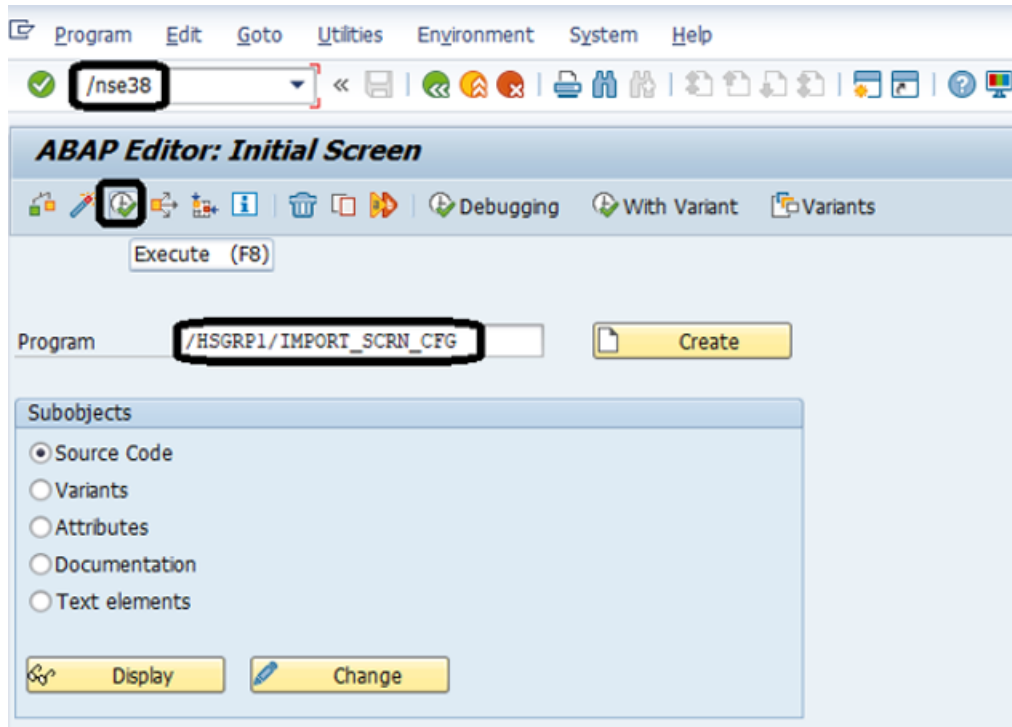 Program Edit Goto Utilities Environment System Help
/nse38
ABAP Editor: Initial Screen
Debugging With Variant Variants
Execute (F8)
Program /HSGRP1/IMPORT_SCRN_CFG Create
Subobjects
Source Code
Variants
Attributes
Documentation
Text elements
Display Change